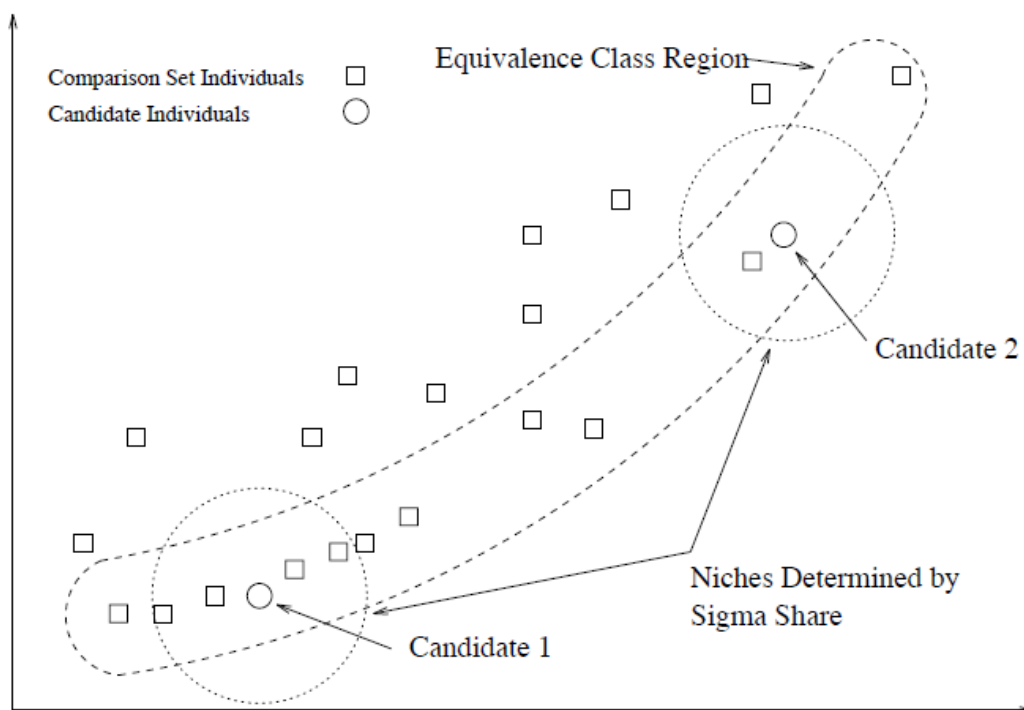 Equivalence Class Region
Comparison Set Individuals
Candidate Individuals
Candidate 2
Niches Determined by
Sigma Share
Candidate 1